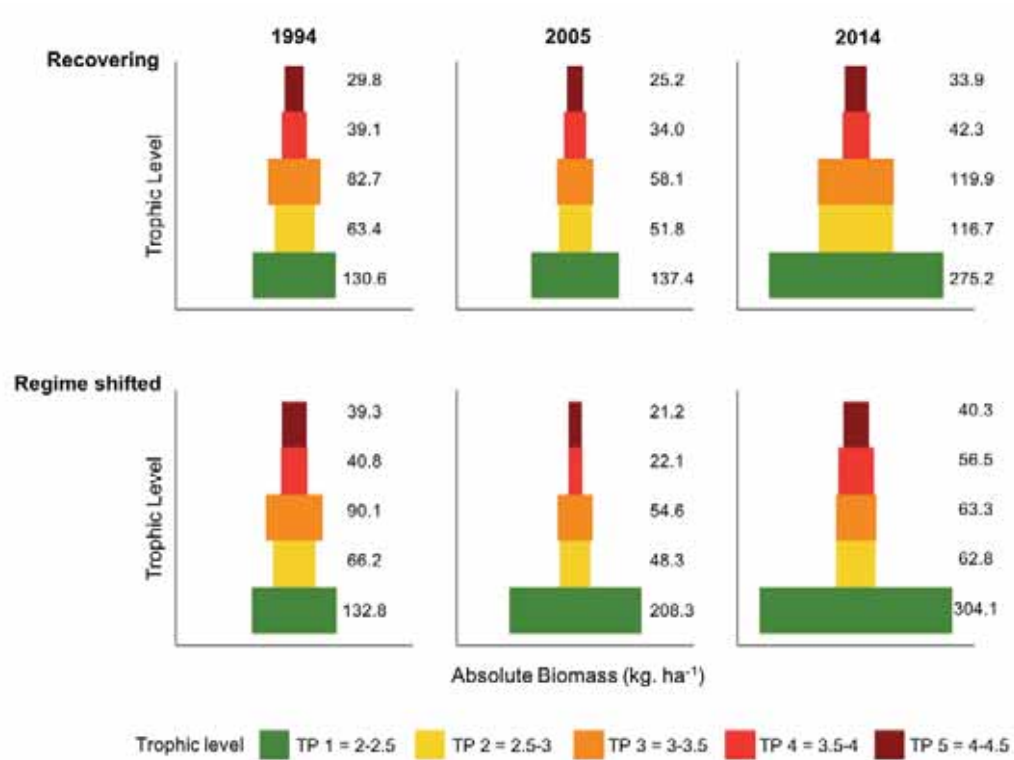 1994 2005 2014
Recovering
Trophic Level
29.8 25.2 33.9
39.1 34.0 42.3
82.7 58.1 119.9
63.4 51.8 116.7
130.6 137.4 275.2
Regime shifted
Trophic Level
39.3 21.2 40.3
40.8 22.1 56.5
90.1 54.6 63.3
66.2 48.3 62.8
132.8 208.3 304.1
Absolute Biomass (kg. ha⁻¹)
Trophic level TP 1 = 2-2.5 TP 2 = 2.5-3 TP 3 = 3-3.5 TP 4 = 3.5-4 TP 5 = 4-4.5